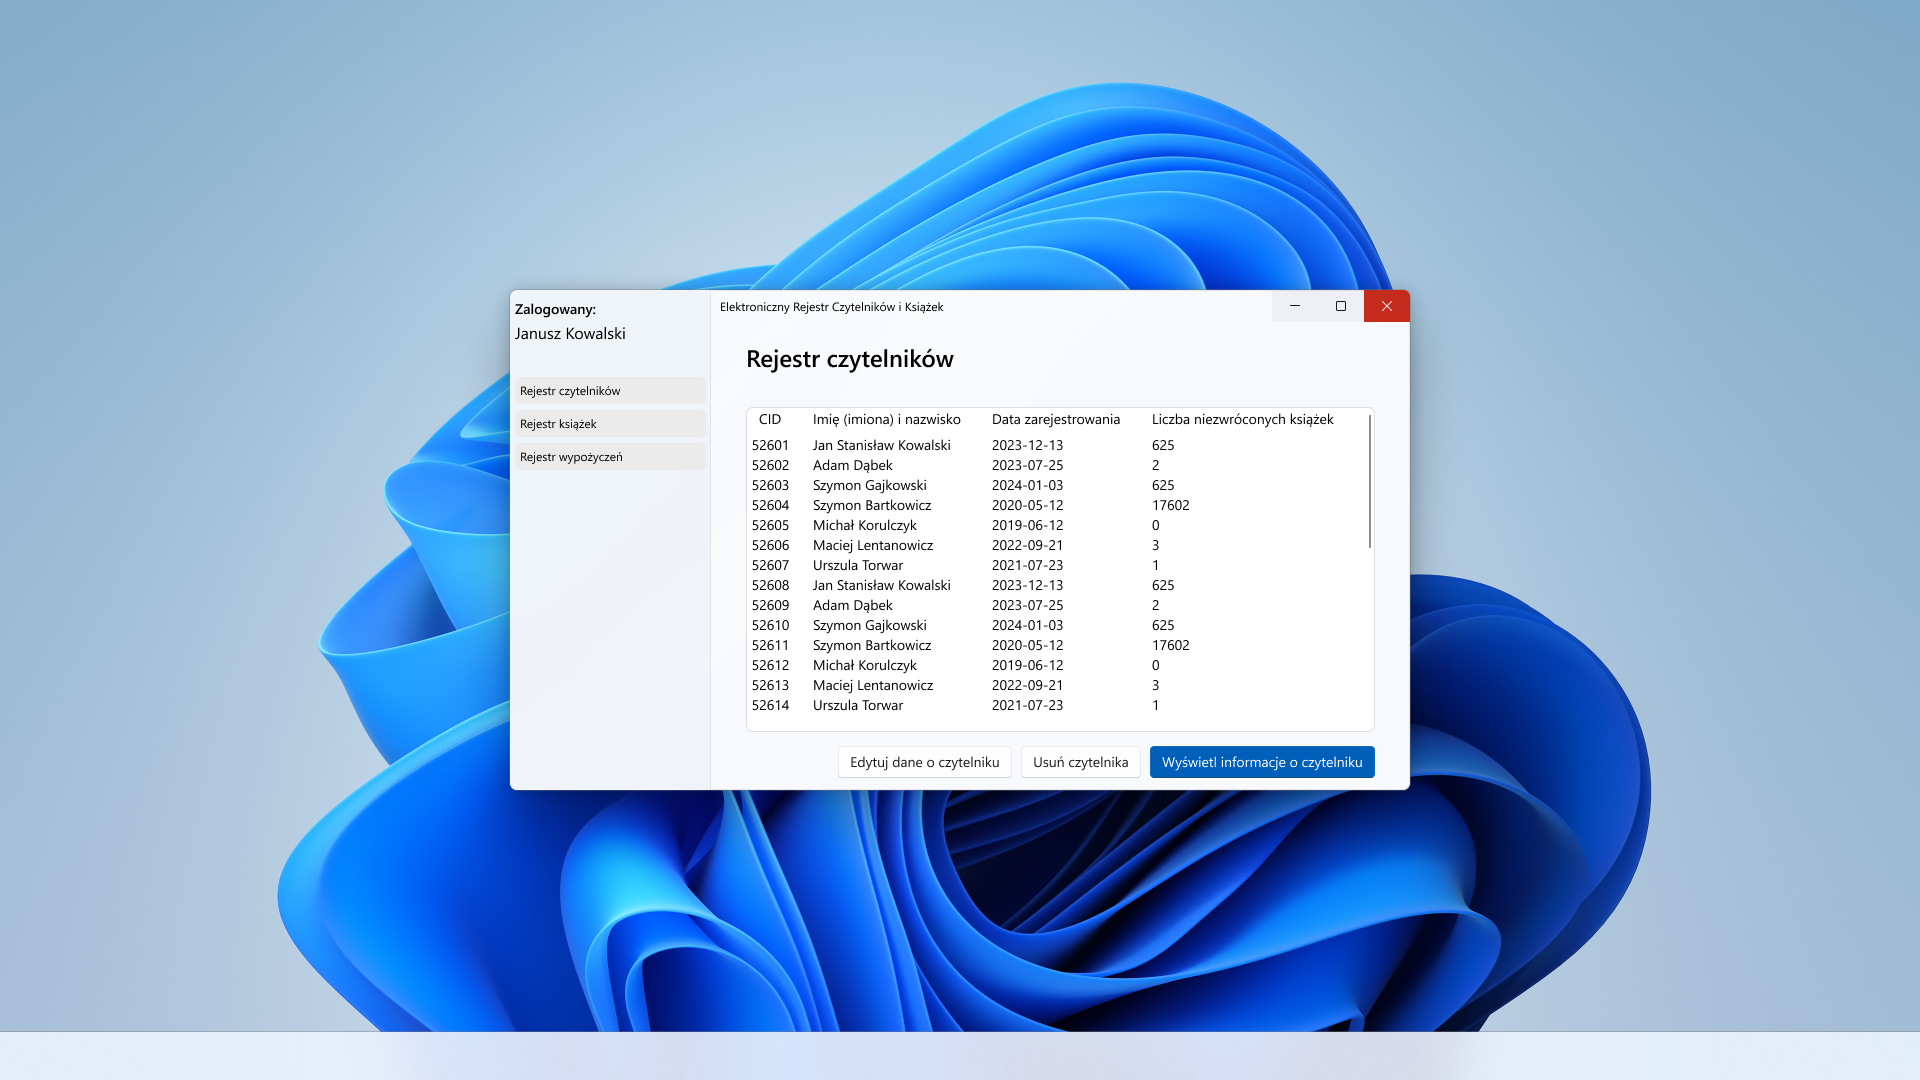 Zalogowany:
Janusz Kowalski
Rejestr czytelników
Rejestr książek
Rejestr wypożyczeń
Elektroniczny Rejestr Czytelników i Książek
Rejestr czytelników
CID Imię (imiona) i nazwisko Data zarejestrowania Liczba niezwróconych książek
52601 Jan Stanisław Kowalski 2023-12-13 625
52602 Adam Dąbek 2023-07-25 2
52603 Szymon Gajkowski 2024-01-03 625
52604 Szymon Bartkowicz 2020-05-12 17602
52605 Michał Korulczyk 2019-06-12 0
52606 Maciej Lentanowicz 2022-09-21 3
52607 Urszula Torwar 2021-07-23 1
52608 Jan Stanisław Kowalski 2023-12-13 625
52609 Adam Dąbek 2023-07-25 2
52610 Szymon Gajkowski 2024-01-03 625
52611 Szymon Bartkowicz 2020-05-12 17602
52612 Michał Korulczyk 2019-06-12 0
52613 Maciej Lentanowicz 2022-09-21 3
52614 Urszula Torwar 2021-07-23 1
Edytuj dane o czytelniku Usuń czytelnika Wyświetl informacje o czytelniku